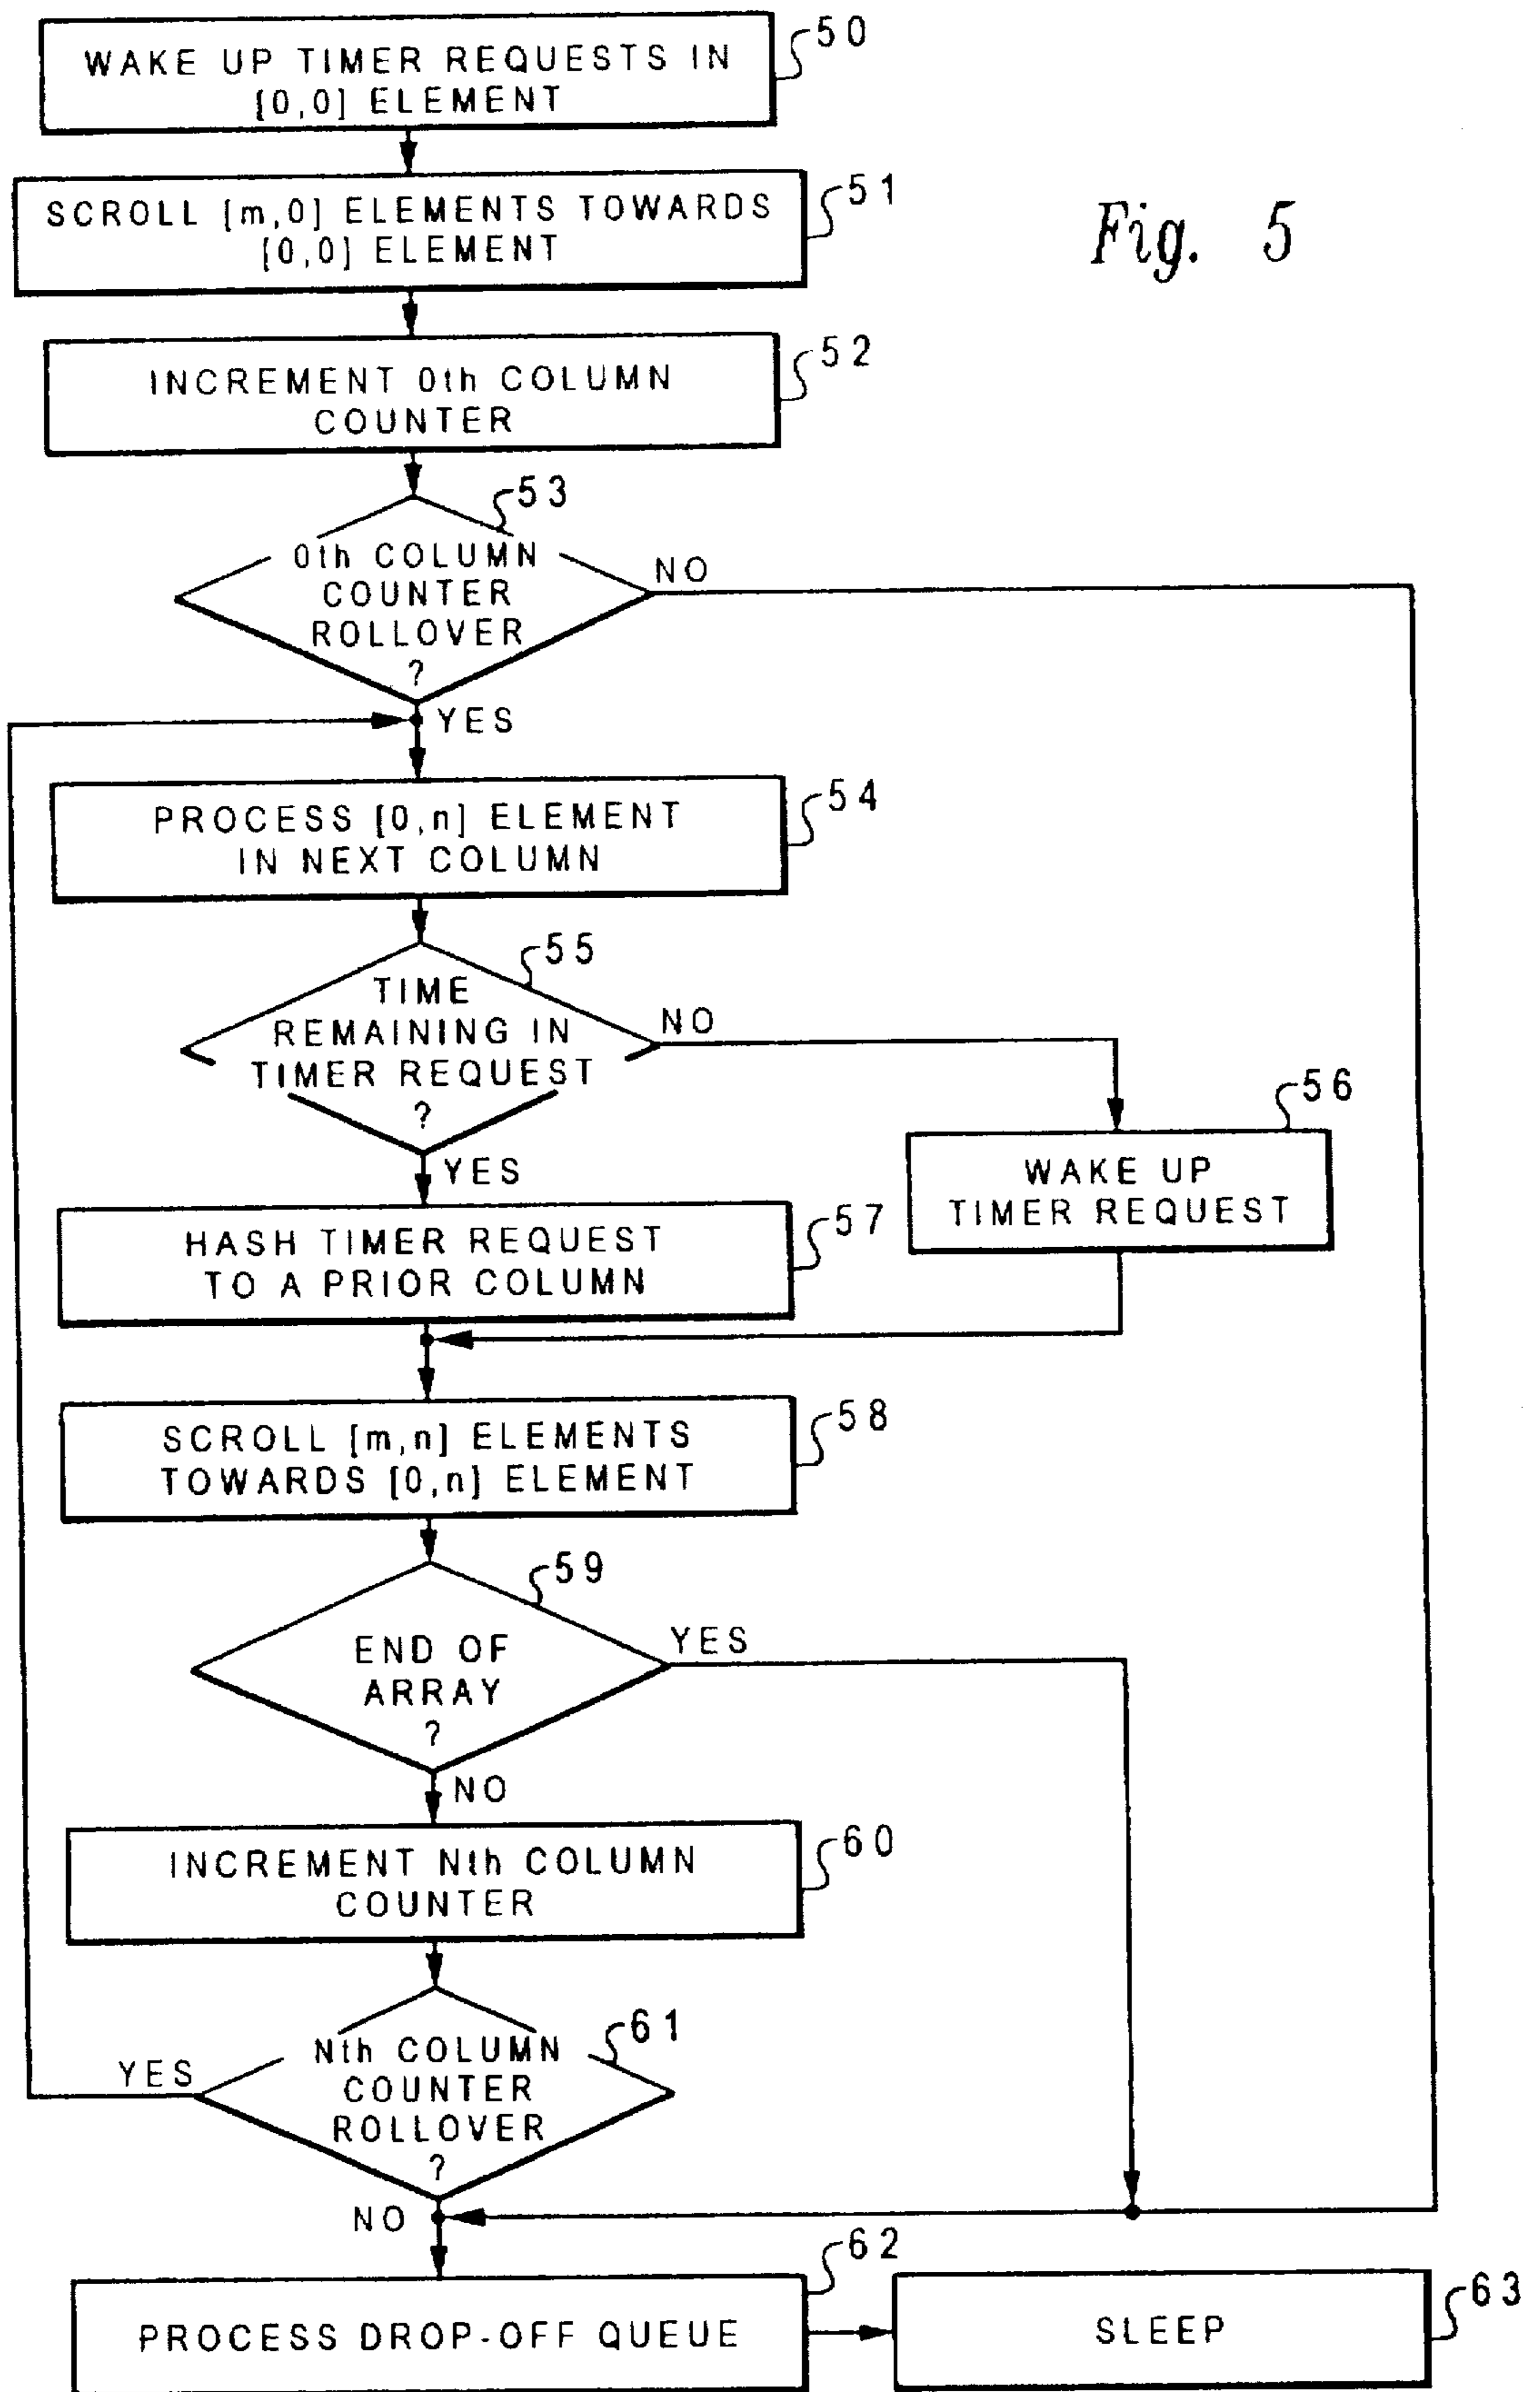 50
WAKE UP TIMER REQUESTS IN
[0,0] ELEMENT
51
SCROLL [m,0] ELEMENTS TOWARDS
[0,0] ELEMENT
Fig. 5
52
INCREMENT 0th COLUMN
COUNTER
53
0th COLUMN
COUNTER
ROLLOVER
?
NO
YES
54
PROCESS [0,n] ELEMENT
IN NEXT COLUMN
55
TIME
REMAINING IN
TIMER REQUEST
?
NO
YES
56
WAKE UP
TIMER REQUEST
57
HASH TIMER REQUEST
TO A PRIOR COLUMN
58
SCROLL [m,n] ELEMENTS
TOWARDS [0,n] ELEMENT
59
END OF
ARRAY
?
YES
NO
60
INCREMENT Nth COLUMN
COUNTER
61
Nth COLUMN
COUNTER
ROLLOVER
?
YES
NO
62
PROCESS DROP-OFF QUEUE
63
SLEEP